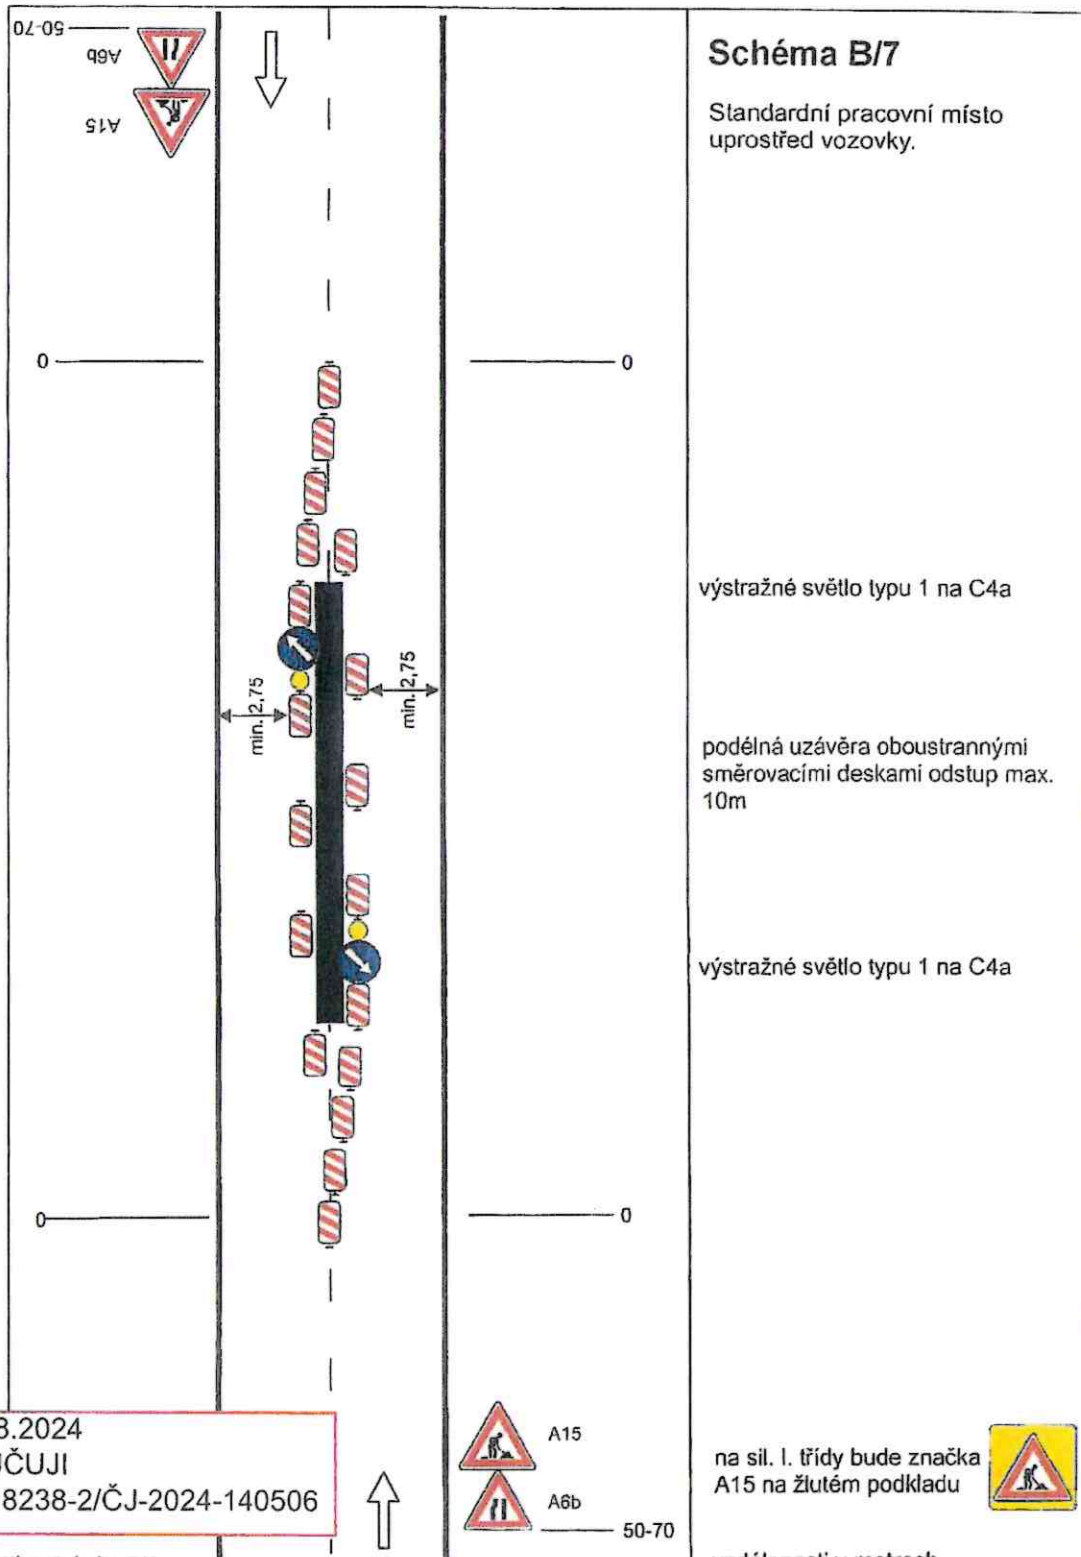 50-70
A6b
A15
Schéma B/7
Standardní pracovní místo
uprostřed vozovky.
0
0
výstražné světlo typu 1 na C4a
min. 2,75
min. 2,75
podélná uzávěra oboustrannými
směrovacími deskami odstup max.
10m
výstražné světlo typu 1 na C4a
0
0
8.2024
UČUJI
8238-2/ČJ-2024-140506
A15
A6b
50-70
na sil. I. třídy bude značka
A15 na žlutém podkladu